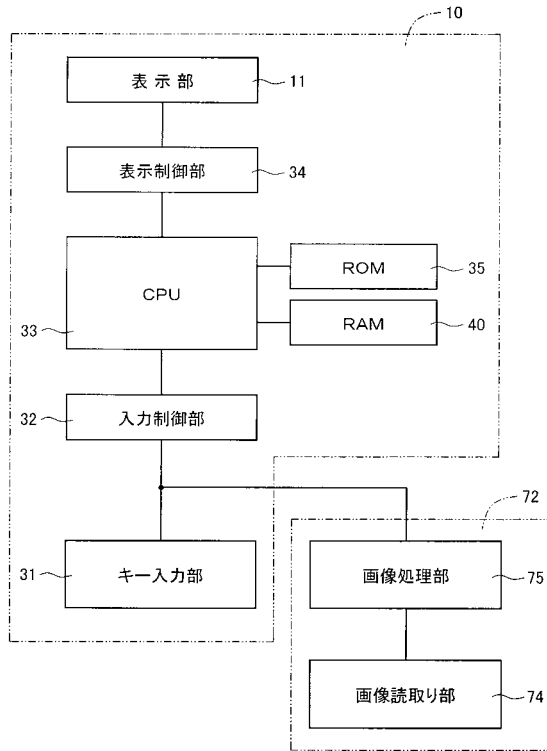 10
表示部
11
表示制御部
34
CPU
33
ROM
35
RAM
40
入力制御部
32
72
キー入力部
31
画像処理部
75
画像読取り部
74